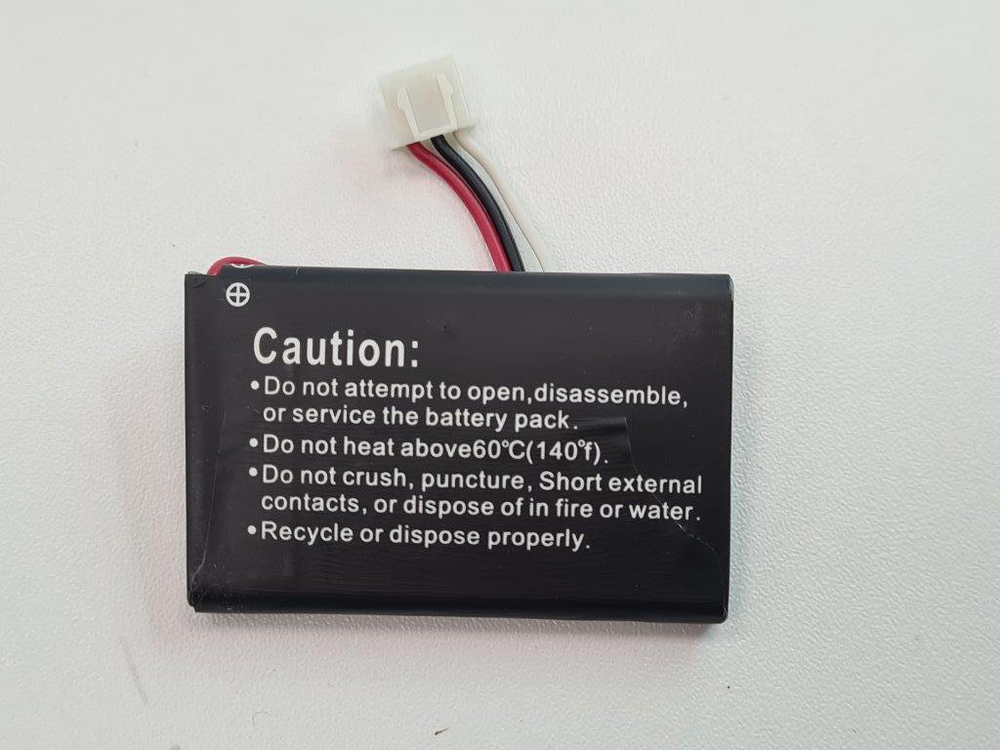 Caution:
•Do not attempt to open,disassemble,
or service the battery pack.
•Do not heat above60℃(140℉).
•Do not crush, puncture, Short external
contacts, or dispose of in fire or water.
•Recycle or dispose properly.